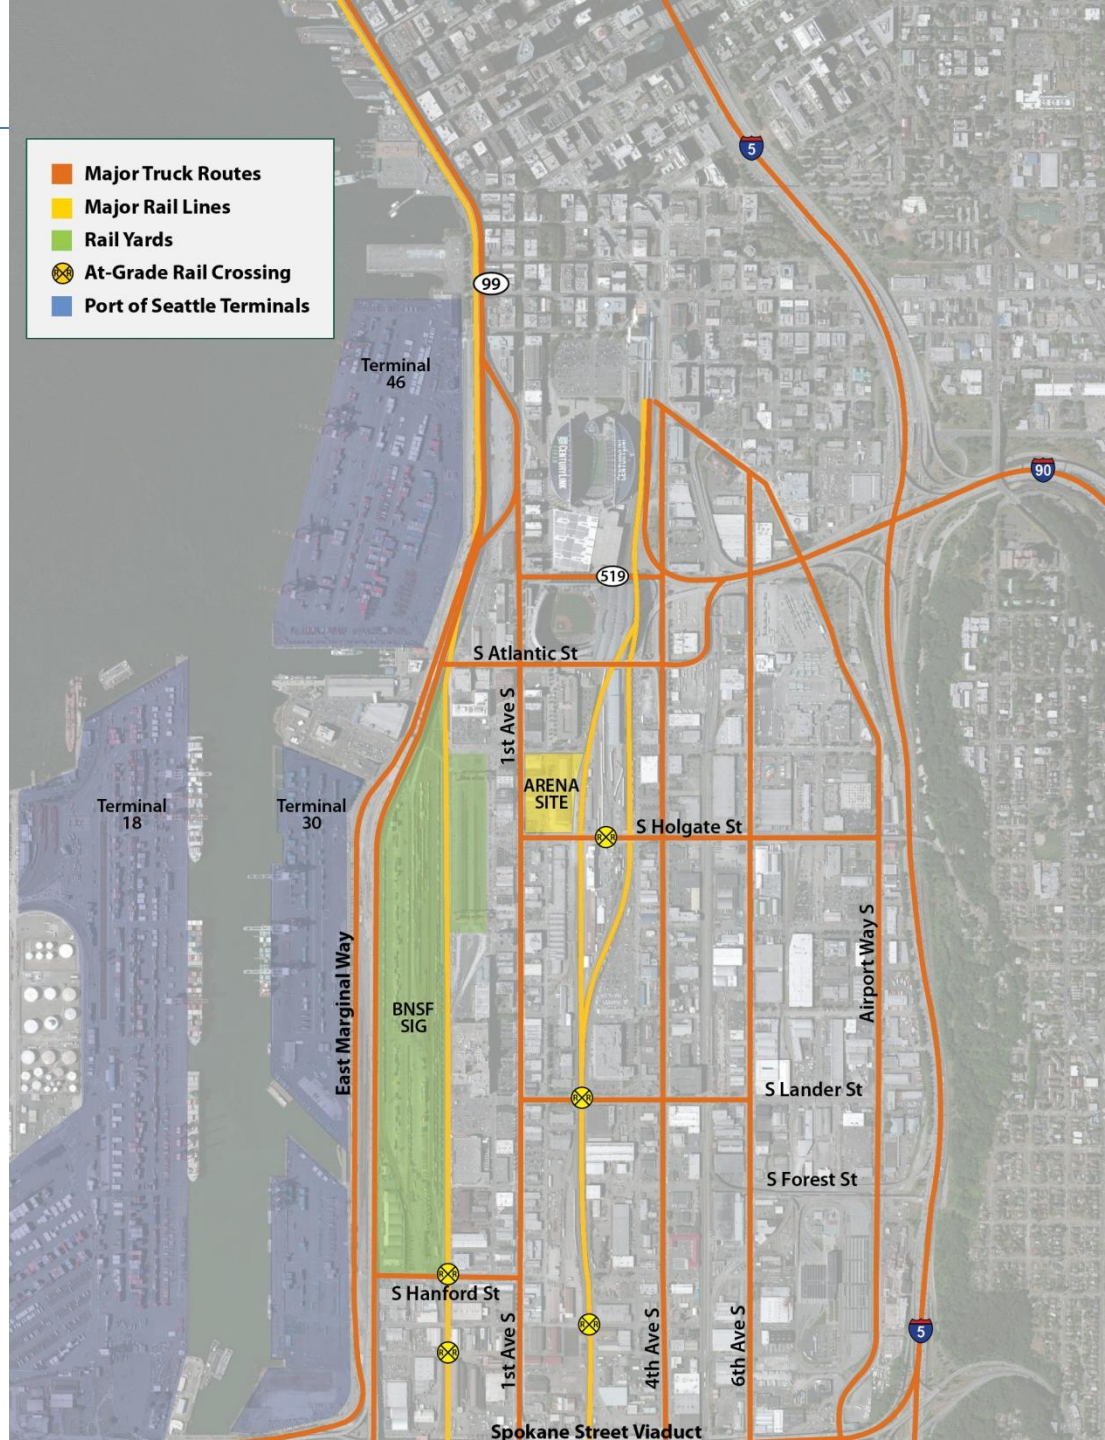 5
Major Truck Routes
Major Rail Lines
Rail Yards
At-Grade Rail Crossing
Port of Seattle Terminals
99
Terminal
46
CENTURYLINK
90
519
S Atlantic St
1st Ave S
ARENA
SITE
Terminal
18
Terminal
30
S Holgate St
Airport Way S
East Marginal Way
BNSF
SIG
S Lander St
S Forest St
S Hanford St
1st Ave S
4th Ave S
6th Ave S
5
Spokane Street Viaduct